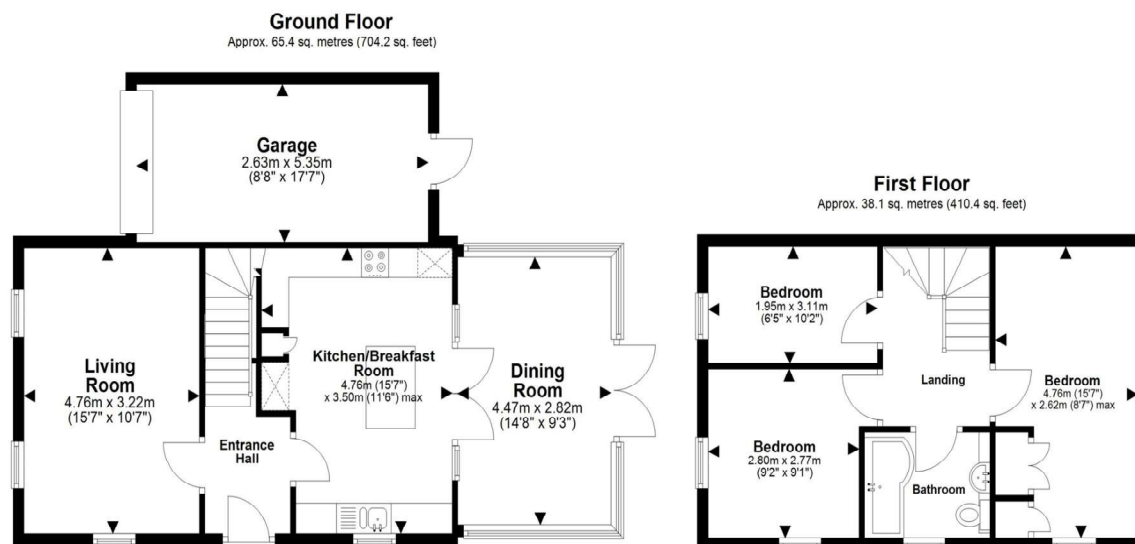 Ground Floor
Approx. 65.4 sq. metres (704.2 sq. feet)
Garage
2.63m x 5.35m
(8'8" x 17'7")
Living
Room
4.76m x 3.22m
(15'7" x 10'7")
Entrance
Hall
Kitchen/Breakfast
Room
4.76m (15'7")
x 3.50m (11'6") max
Dining
Room
4.47m x 2.82m
(14'8" x 9'3")
First Floor
Approx. 38.1 sq. metres (410.4 sq. feet)
Bedroom
1.95m x 3.11m
(6'5" x 10'2")
Landing
Bedroom
4.76m (15'7")
x 2.62m (8'7") max
Bedroom
2.80m x 2.77m
(9'2" x 9'1")
Bathroom